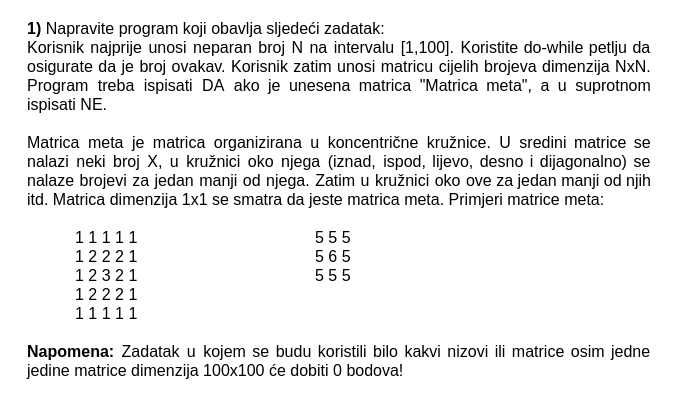 1) Napravite program koji obavlja sljedeći zadatak:
Korisnik najprije unosi neparan broj N na intervalu [1,100]. Koristite do-while petlju da
osigurate da je broj ovakav. Korisnik zatim unosi matricu cijelih brojeva dimenzija NxN.
Program treba ispisati DA ako je unesena matrica "Matrica meta", a u suprotnom
ispisati NE.
Matrica meta je matrica organizirana u koncentrične kružnice. U sredini matrice se
nalazi neki broj X, u kružnici oko njega (iznad, ispod, lijevo, desno i dijagonalno) se
nalaze brojevi za jedan manji od njega. Zatim u kružnici oko ove za jedan manji od njih
itd. Matrica dimenzija 1x1 se smatra da jeste matrica meta. Primjeri matrice meta:
1 1 1 1 1 5 5 5
1 2 2 2 1 5 6 5
1 2 3 2 1 5 5 5
1 2 2 2 1
1 1 1 1 1
Napomena: Zadatak u kojem se budu koristili bilo kakvi nizovi ili matrice osim jedne
jedine matrice dimenzija 100x100 će dobiti 0 bodova!